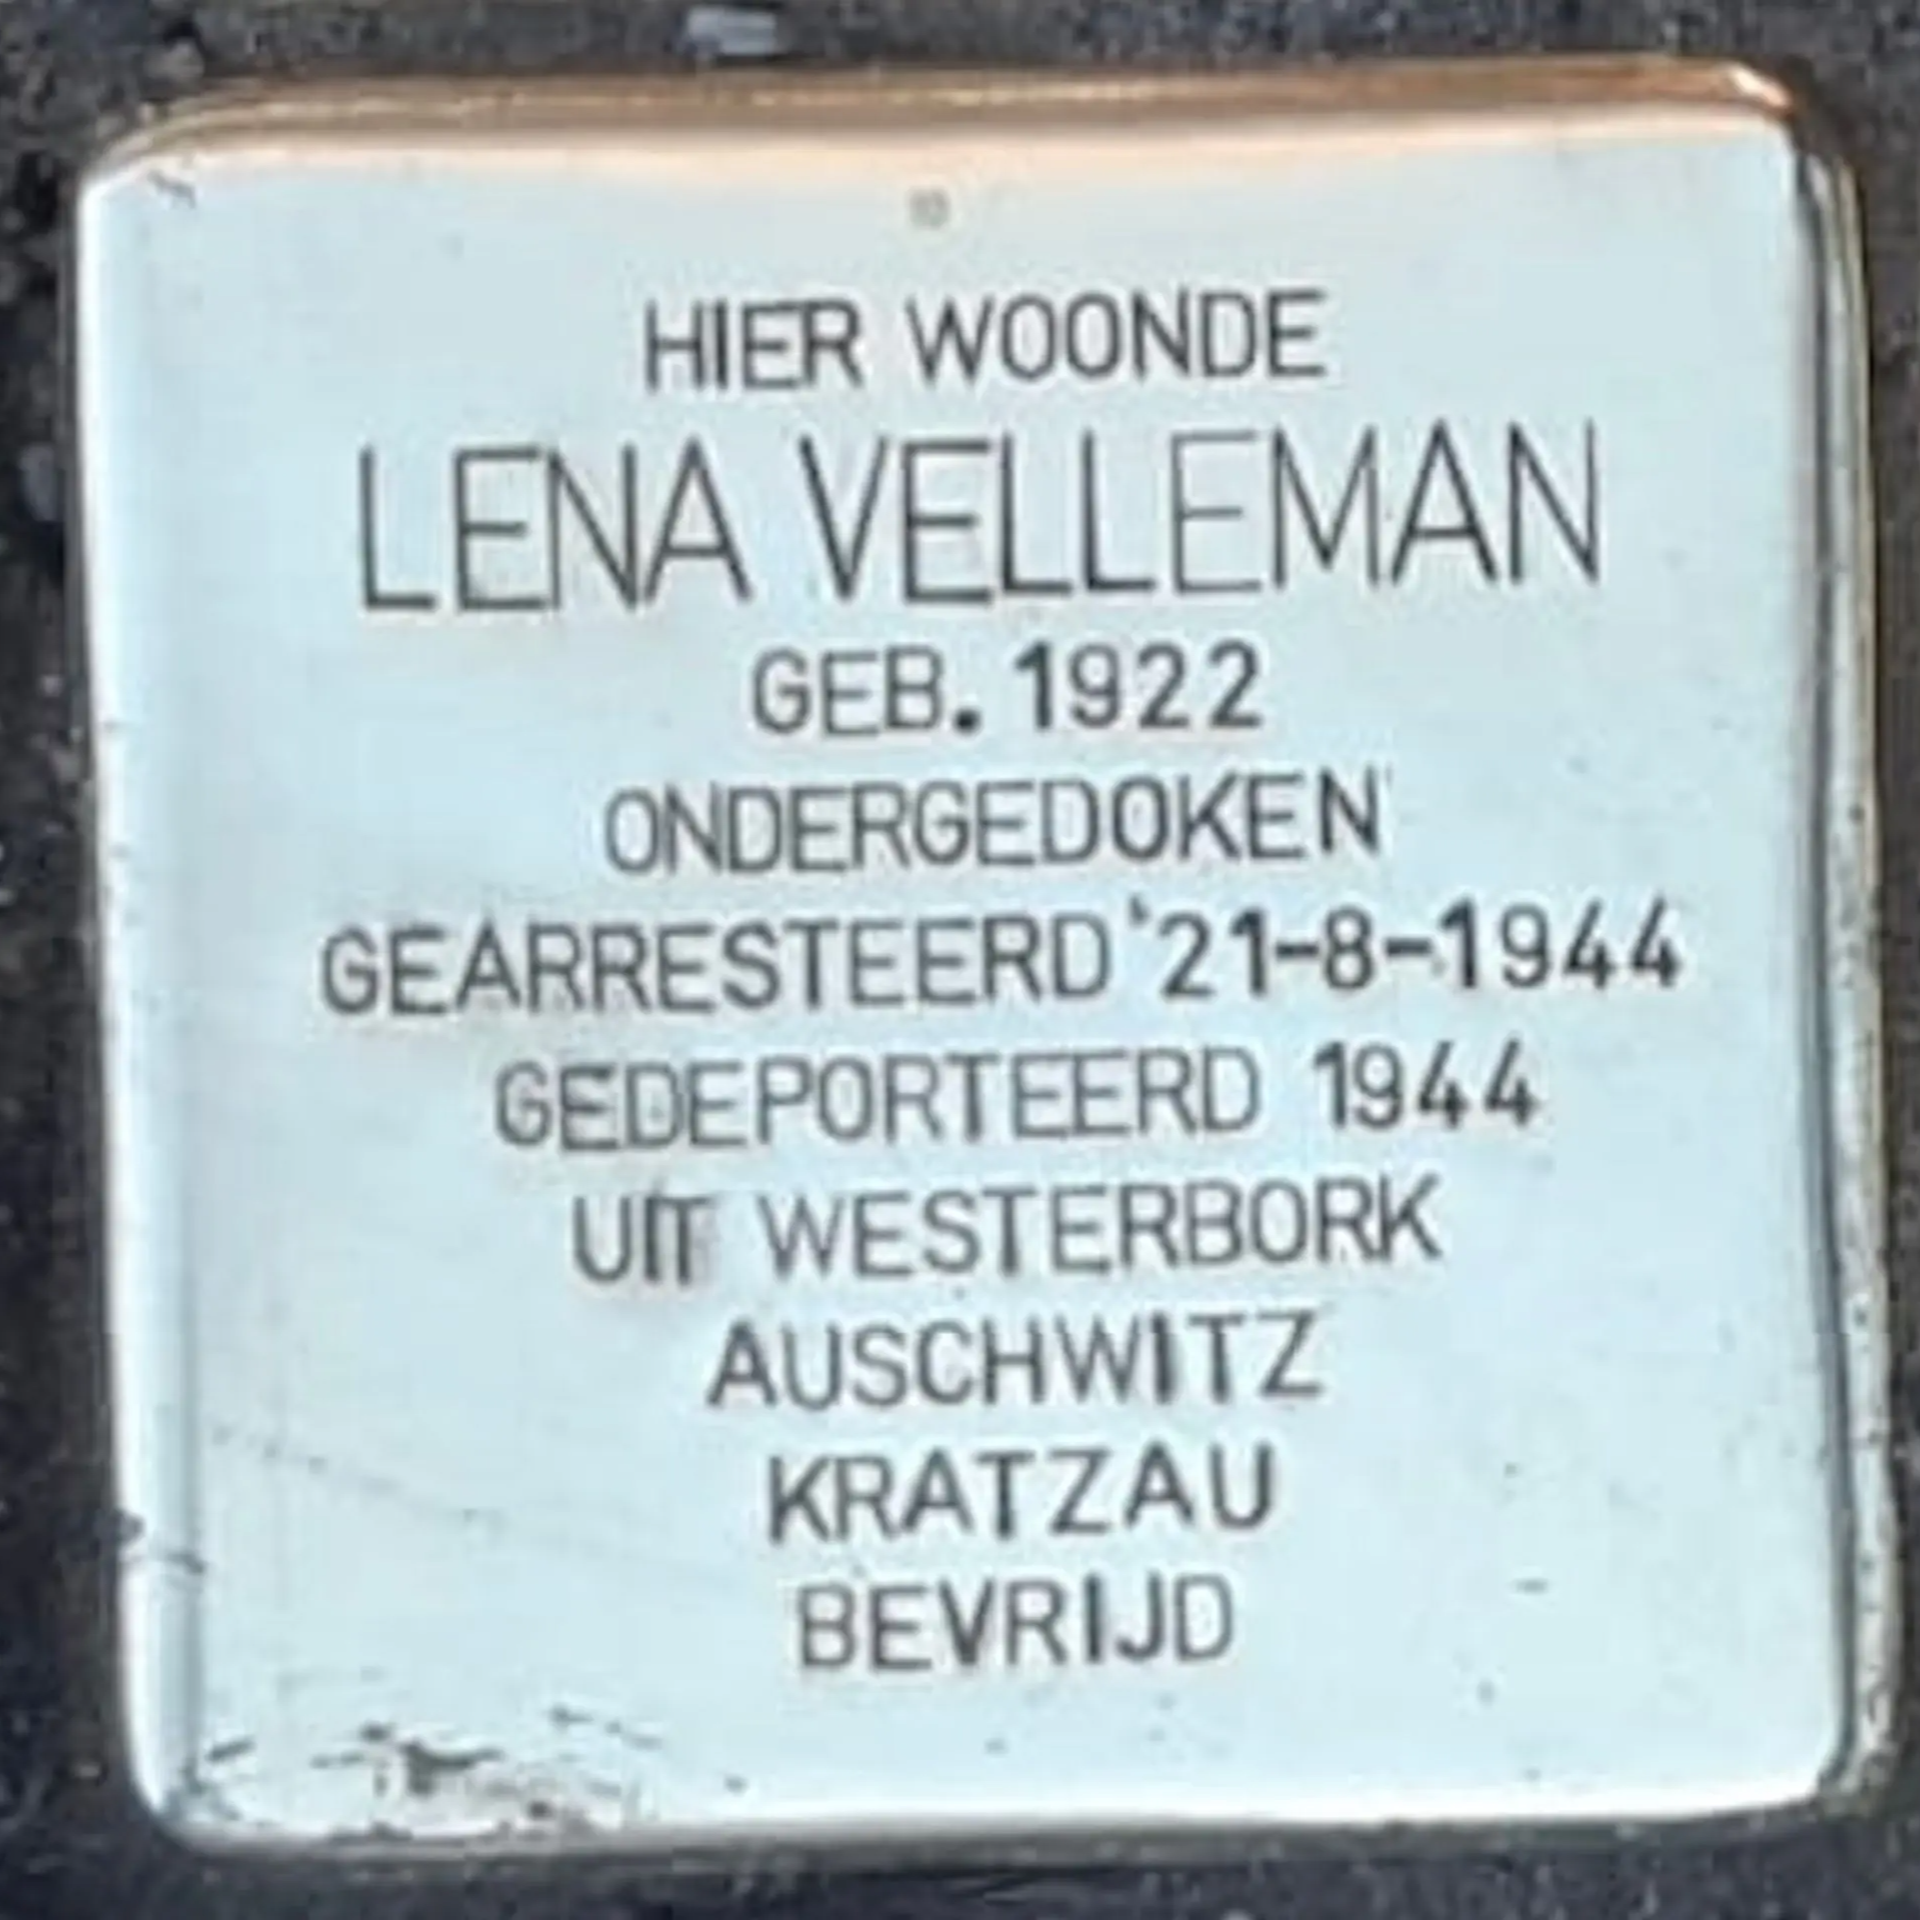 HIER WOONDE
LENA VELLEMAN
GEB. 1922
ONDERGEDOKEN
GEARRESTEERD 21-8-1944
GEDEPORTEERD 1944
UIT WESTERBORK
AUSCHWITZ
KRATZAU
BEVRIJD